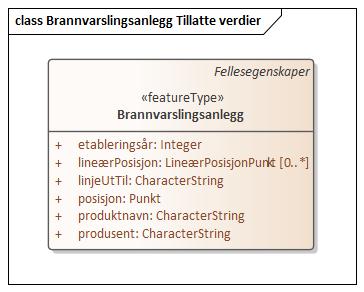 class Brannvarslingsanlegg Tillatte verdier
Fellesegenskaper
«featureType»
Brannvarslingsanlegg
+ etableringsår: Integer
+ lineærPosisjon: LineærPosisjonPunkt [0..*]
+ linjeUtTil: CharacterString
+ posisjon: Punkt
+ produktnavn: CharacterString
+ produsent: CharacterString